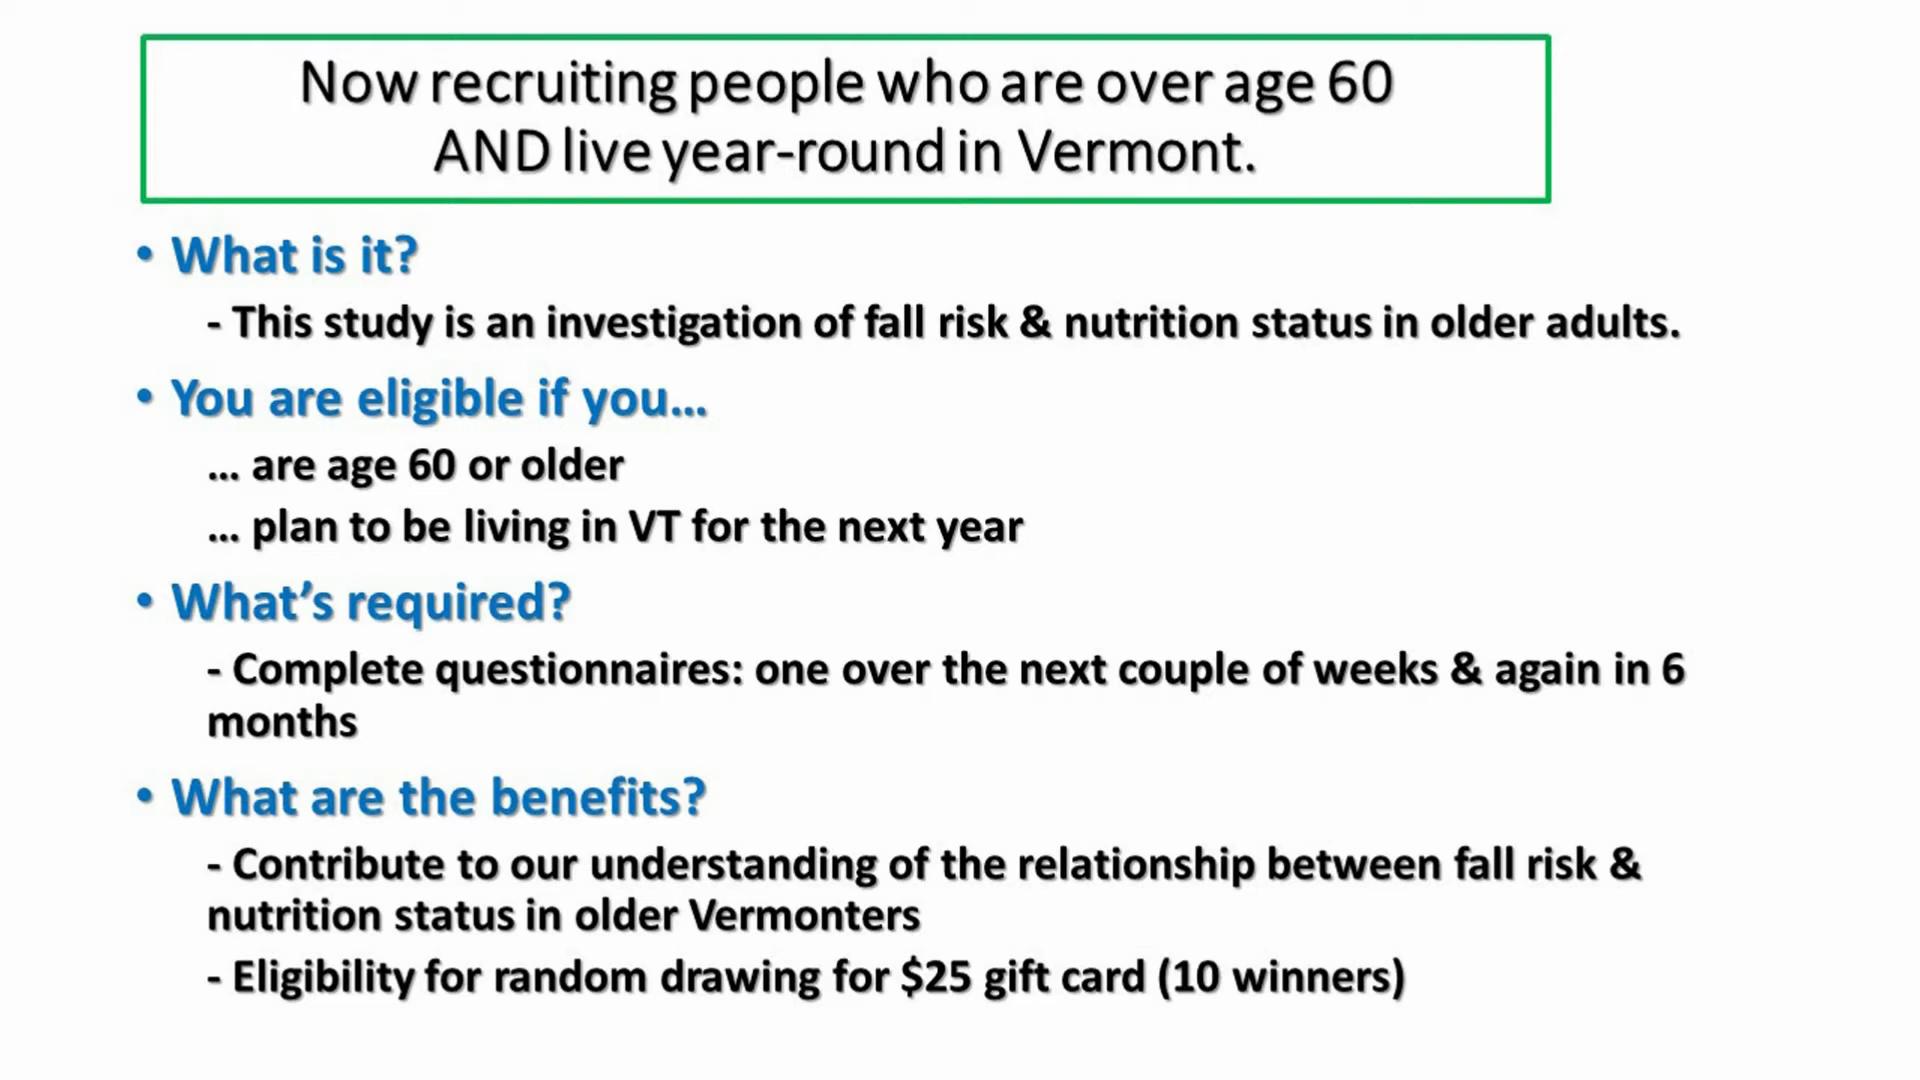 Now recruiting people who are over age 60
AND live year-round in Vermont.
• What is it?
- This study is an investigation of fall risk & nutrition status in older adults.
• You are eligible if you…
… are age 60 or older
… plan to be living in VT for the next year
• What’s required?
- Complete questionnaires: one over the next couple of weeks & again in 6
months
• What are the benefits?
- Contribute to our understanding of the relationship between fall risk &
nutrition status in older Vermonters
- Eligibility for random drawing for $25 gift card (10 winners)